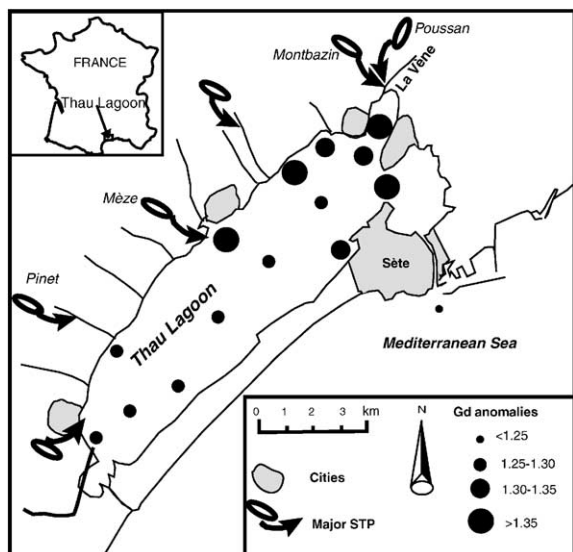 FRANCE
Thau Lagoon
Montbazin
Poussan
La Vène
Mèze
Pinet
Thau Lagoon
Sète
Mediterranean Sea
0 1 2 3 km
Cities
Major STP
N
Gd anomalies
<1.25
1.25-1.30
1.30-1.35
>1.35